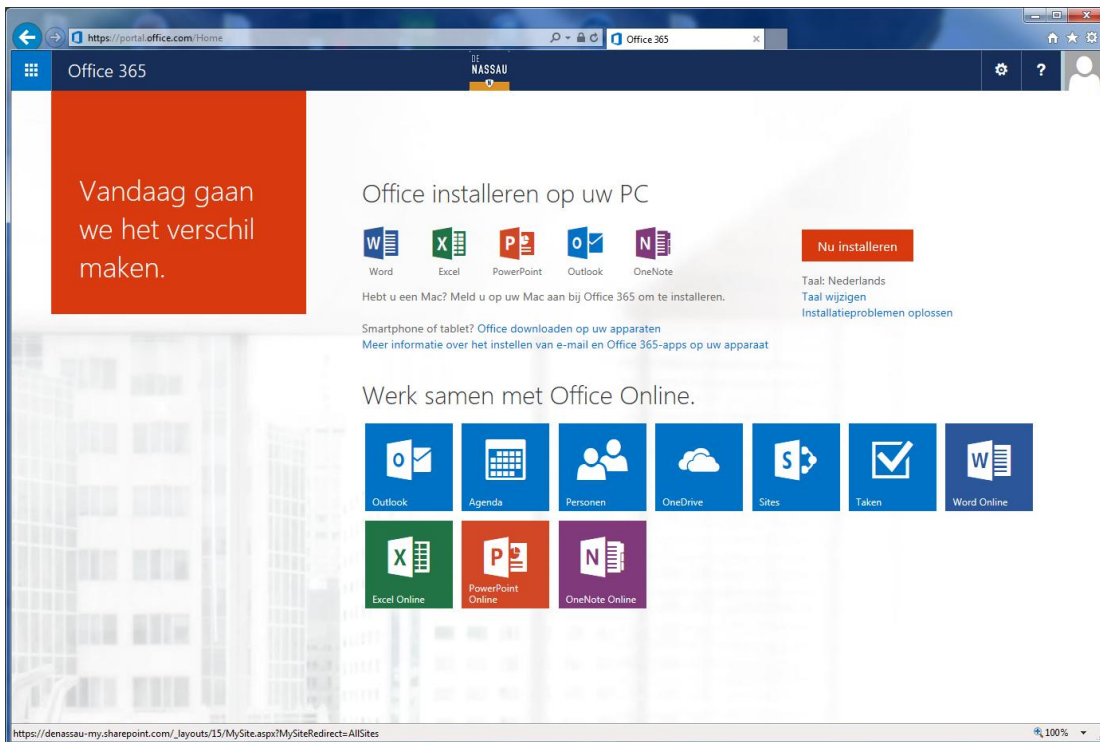 https://portal.office.com/Home
Office 365
Office 365
DE
NASSAU
?
Vandaag gaan
we het verschil
maken.
Office installeren op uw PC
Word Excel PowerPoint Outlook OneNote
Hebt u een Mac? Meld u op uw Mac aan bij Office 365 om te installeren.
Smartphone of tablet? Office downloaden op uw apparaten
Meer informatie over het instellen van e-mail en Office 365-apps op uw apparaat
Nu installeren
Taal: Nederlands
Taal wijzigen
Installatieproblemen oplossen
Werk samen met Office Online.
Outlook Agenda Personen OneDrive Sites Taken Word Online
Excel Online PowerPoint Online OneNote Online
https://denassau-my.sharepoint.com/_layouts/15/MySite.aspx?MySiteRedirect=AllSites
100%